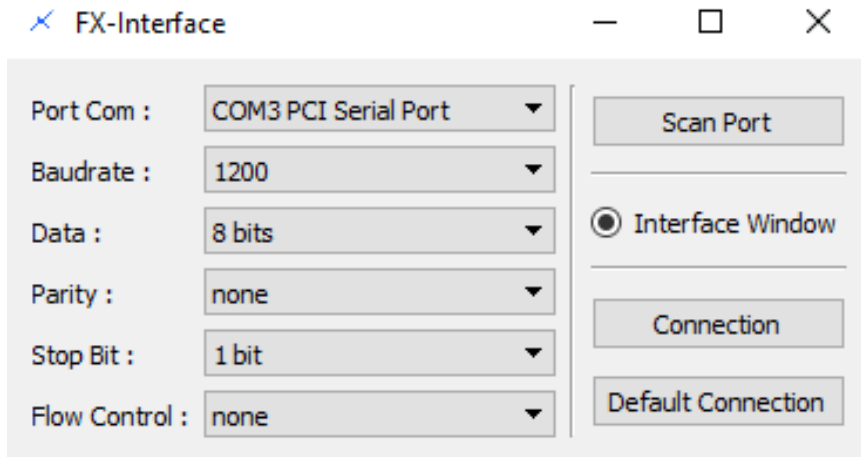 FX-Interface
Port Com :
COM3 PCI Serial Port
Baudrate :
1200
Data :
8 bits
Parity :
none
Stop Bit :
1 bit
Flow Control :
none
Scan Port
Interface Window
Connection
Default Connection